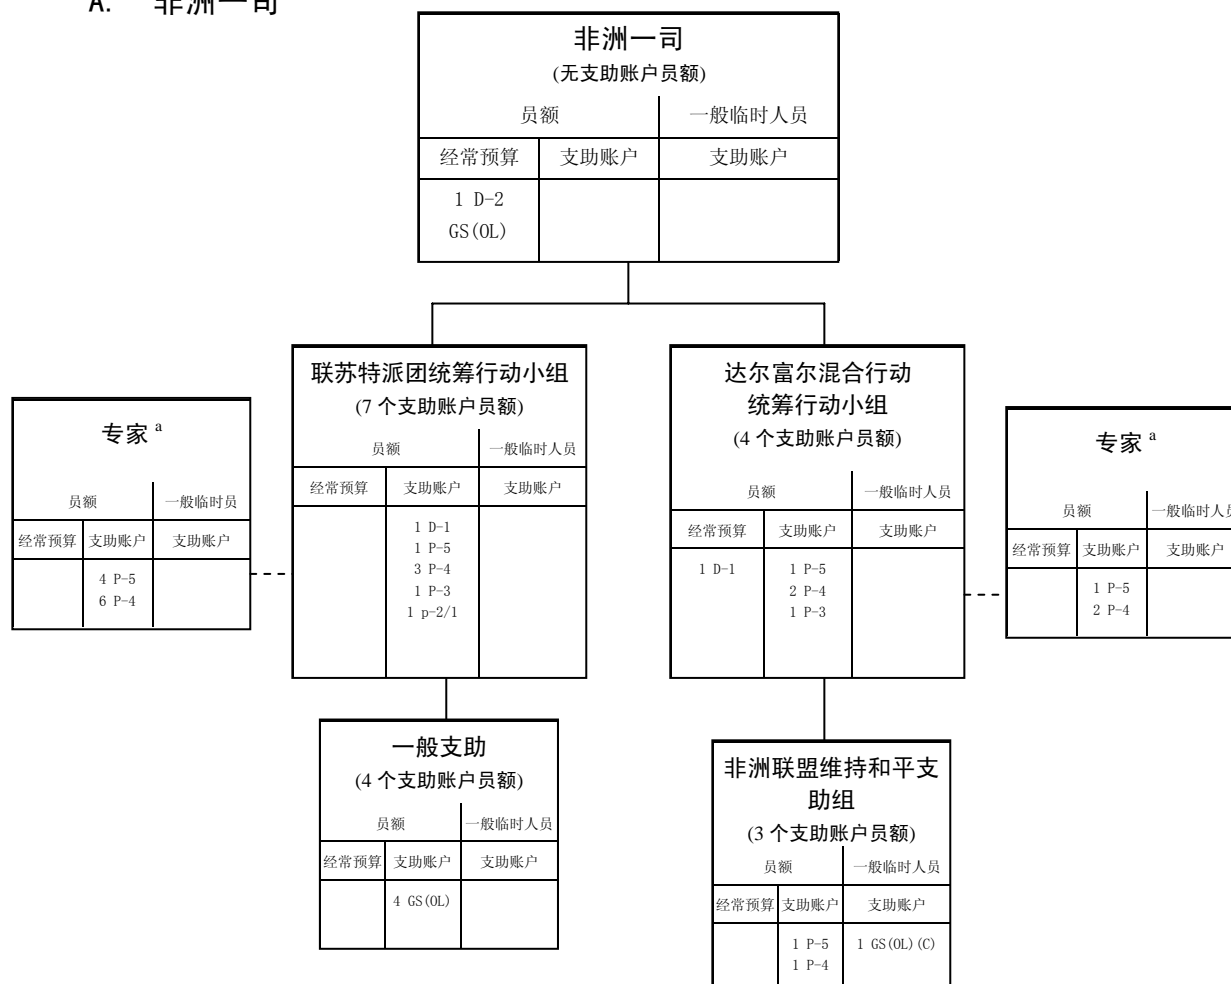 A. 非洲一司
非洲一司
(无支助账户员额)
员额 一般临时人员
经常预算 支助账户 支助账户
1 D-2
GS(OL)
联苏特派团统筹行动小组
(7 个支助账户员额)
员额 一般临时人员
经常预算 支助账户 支助账户
1 D-1
1 P-5
3 P-4
1 P-3
1 p-2/1
达尔富尔混合行动
统筹行动小组
(4 个支助账户员额)
员额 一般临时人员
经常预算 支助账户 支助账户
1 D-1 1 P-5
2 P-4
1 P-3
专家 a
员额 一般临时员
经常预算 支助账户 支助账户
4 P-5
6 P-4
专家 a
员额 一般临时人员
经常预算 支助账户 支助账户
1 P-5
2 P-4
一般支助
(4 个支助账户员额)
员额 一般临时人员
经常预算 支助账户 支助账户
4 GS(OL)
非洲联盟维持和平支
助组
(3 个支助账户员额)
员额 一般临时人员
经常预算 支助账户 支助账户
1 P-5 1 GS(OL)(C)
1 P-4